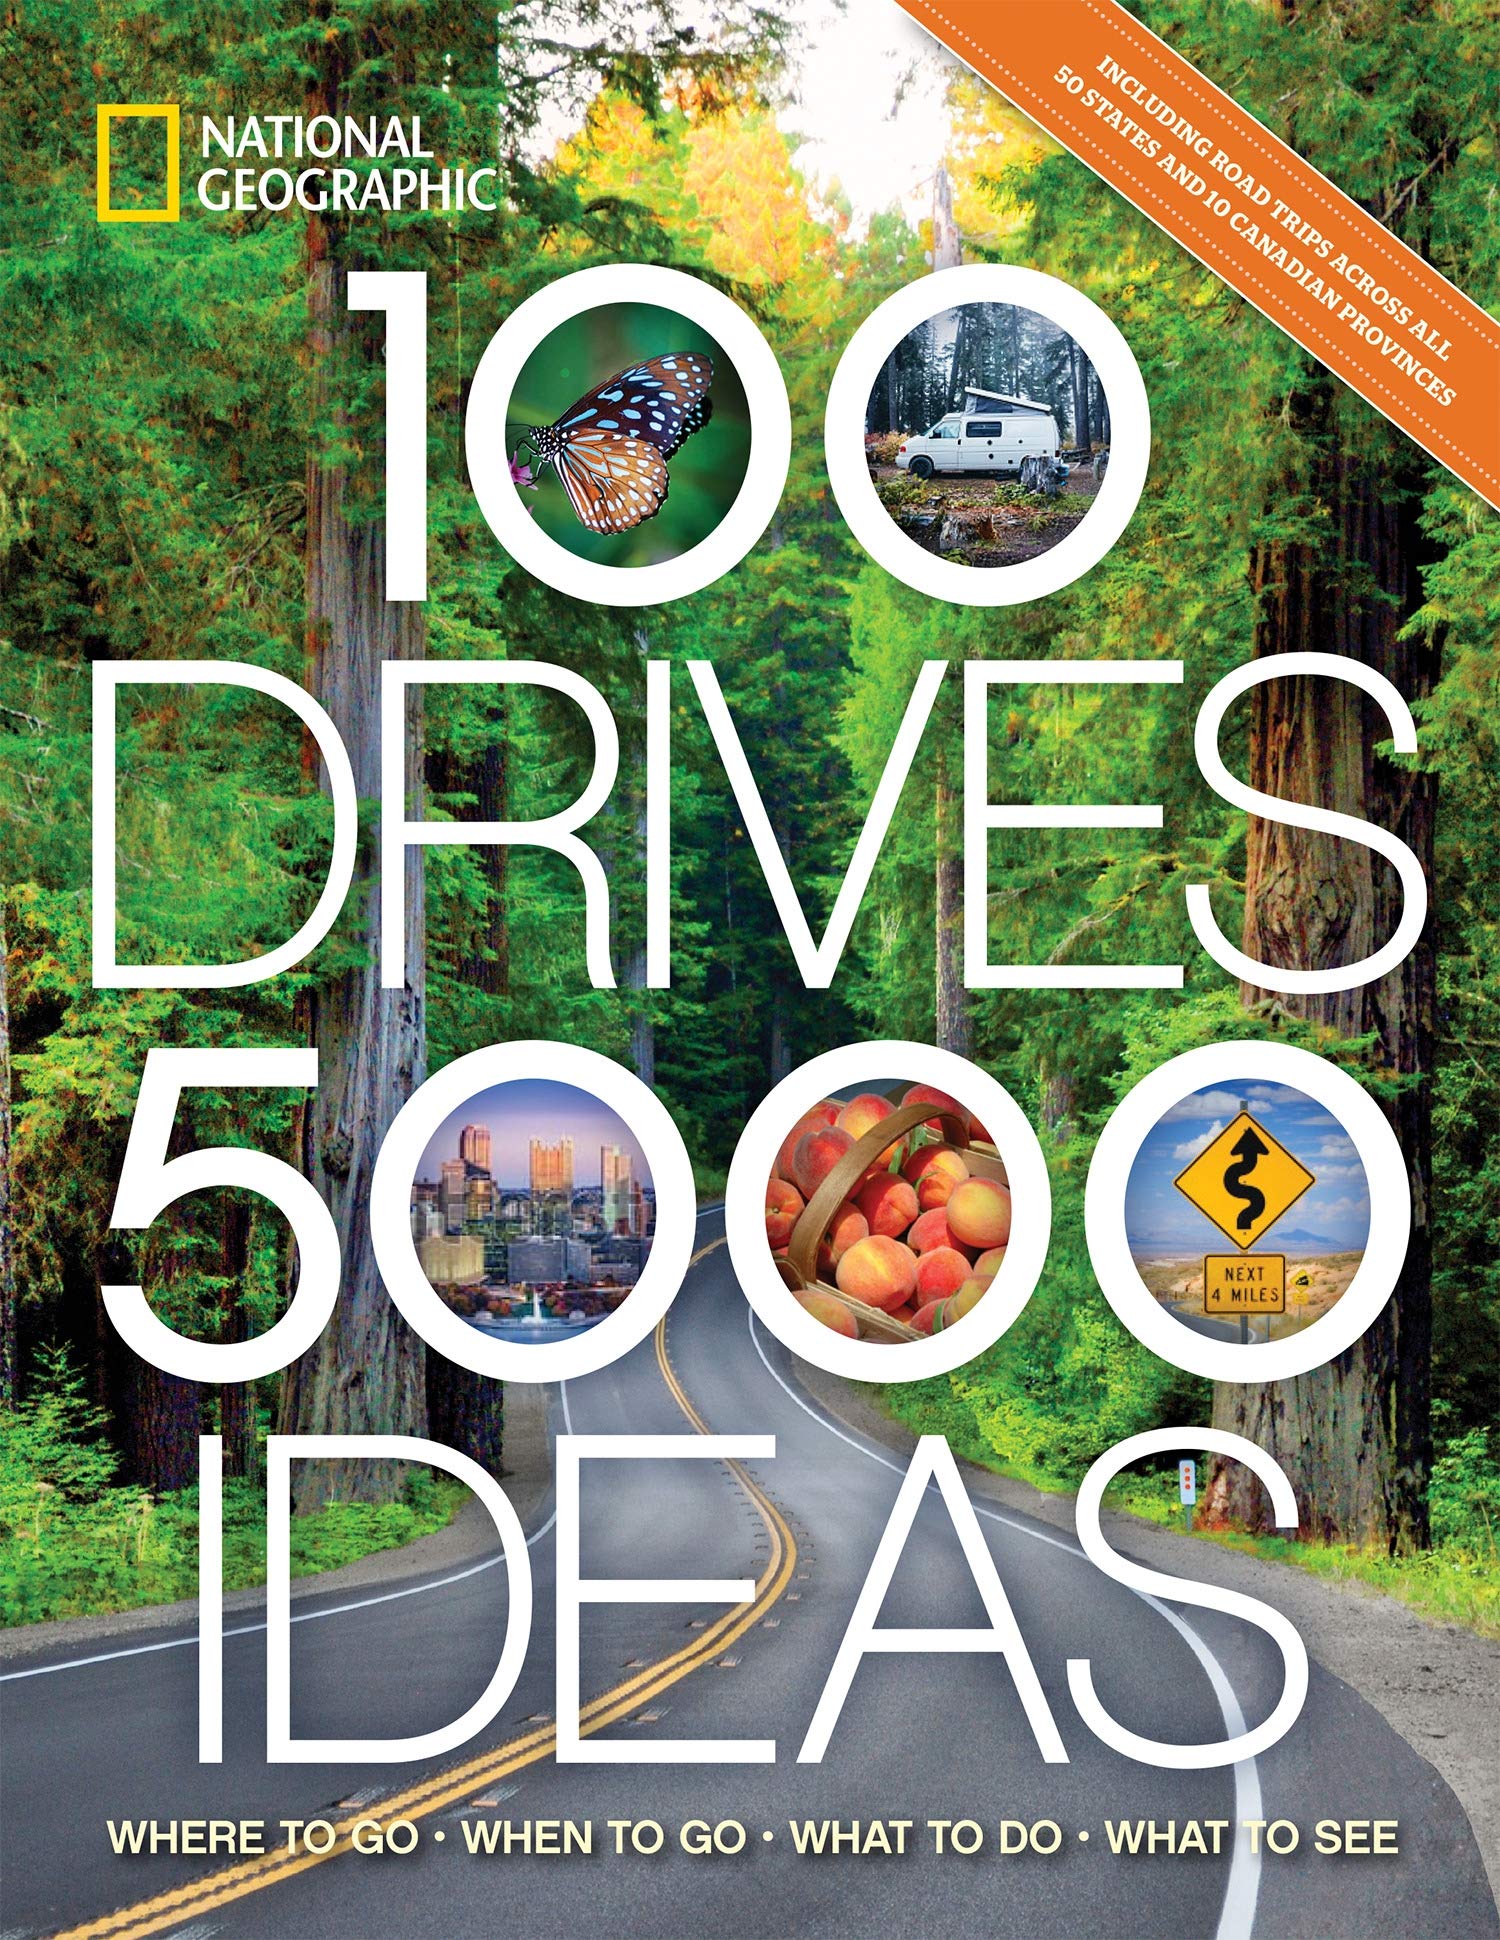 NATIONAL
GEOGRAPHIC
INCLUDING ROAD TRIPS ACROSS ALL
50 STATES AND 10 CANADIAN PROVINCES
100
DRIVES
5000
NEXT
4 MILES
IDEAS
WHERE TO GO • WHEN TO GO • WHAT TO DO • WHAT TO SEE